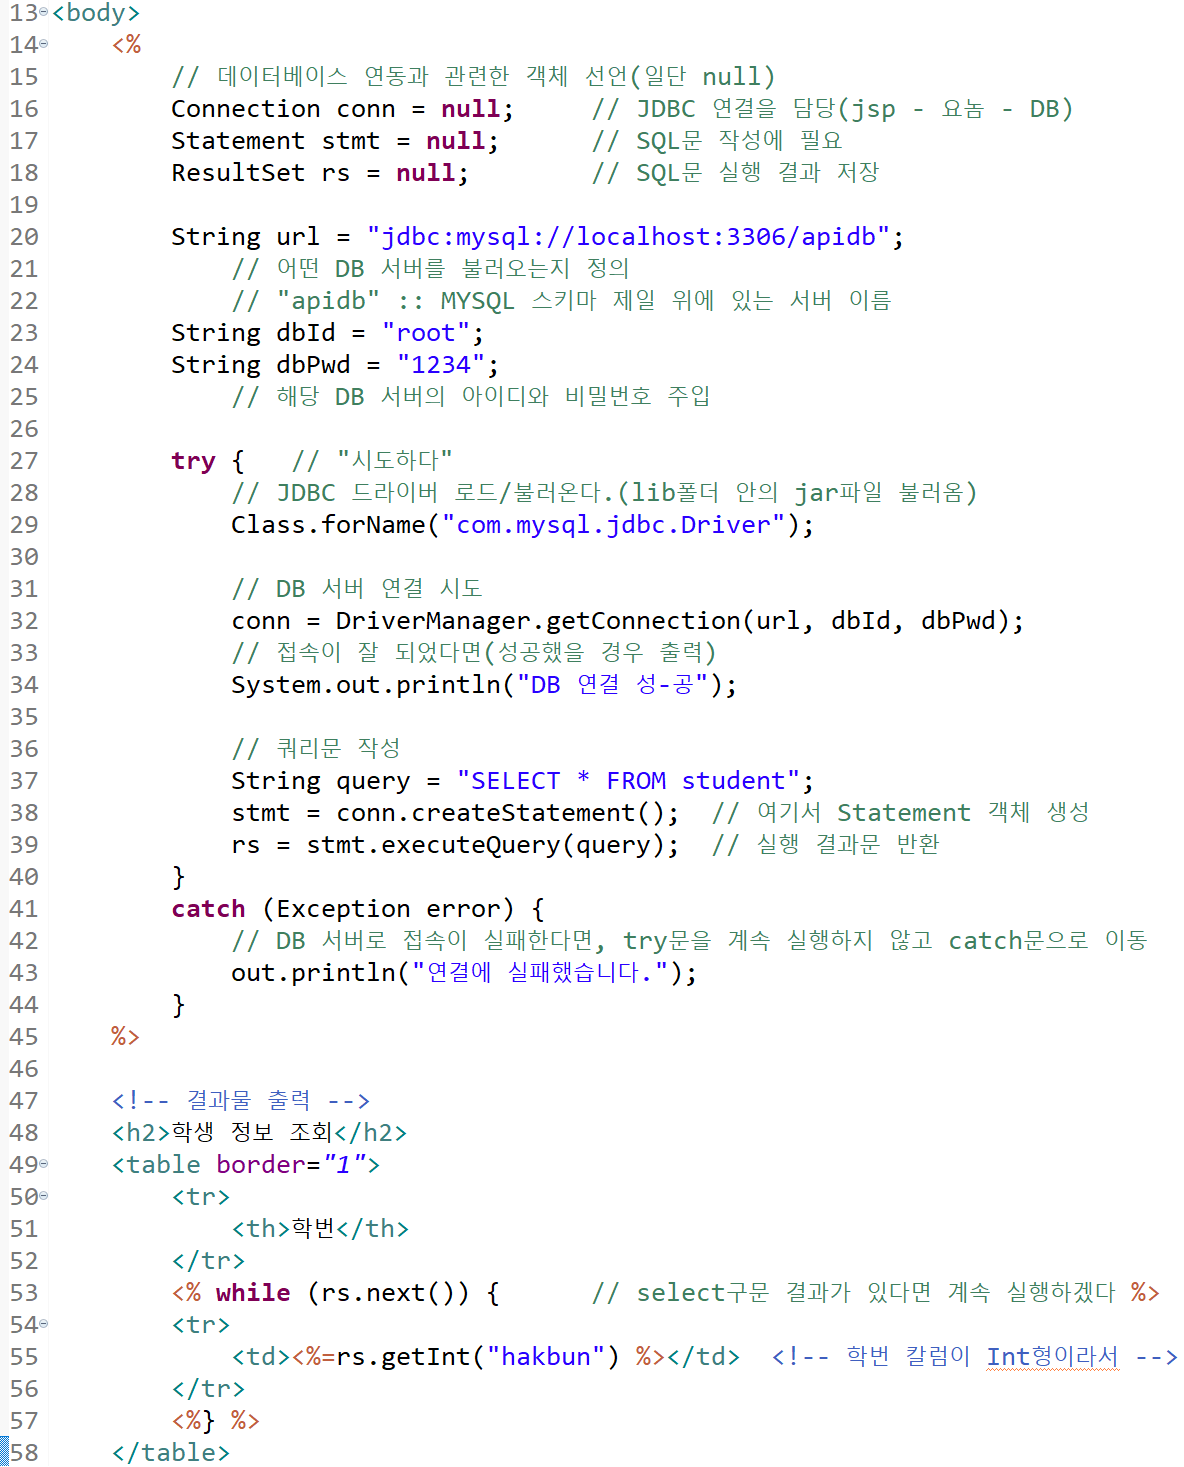 13 <body>
14     <%
15         // 데이터베이스 연동과 관련한 객체 선언(일단 null)
16         Connection conn = null;     // JDBC 연결을 담당(jsp - 요놈 - DB)
17         Statement stmt = null;      // SQL문 작성에 필요
18         ResultSet rs = null;        // SQL문 실행 결과 저장
19
20         String url = "jdbc:mysql://localhost:3306/apidb";
21             // 어떤 DB 서버를 불러오는지 정의
22             // "apidb" :: MYSQL 스키마 제일 위에 있는 서버 이름
23         String dbId = "root";
24         String dbPwd = "1234";
25             // 해당 DB 서버의 아이디와 비밀번호 주입
26
27         try {   // "시도하다"
28             // JDBC 드라이버 로드/불러온다.(lib폴더 안의 jar파일 불러옴)
29             Class.forName("com.mysql.jdbc.Driver");
30
31             // DB 서버 연결 시도
32             conn = DriverManager.getConnection(url, dbId, dbPwd);
33             // 접속이 잘 되었다면(성공했을 경우 출력)
34             System.out.println("DB 연결 성-공");
35
36             // 쿼리문 작성
37             String query = "SELECT * FROM student";
38             stmt = conn.createStatement();  // 여기서 Statement 객체 생성
39             rs = stmt.executeQuery(query);  // 실행 결과문 반환
40         }
41         catch (Exception error) {
42             // DB 서버로 접속이 실패한다면, try문을 계속 실행하지 않고 catch문으로 이동
43             out.println("연결에 실패했습니다.");
44         }
45     %>
46
47     <!-- 결과물 출력 -->
48     <h2>학생 정보 조회</h2>
49     <table border="1">
50         <tr>
51             <th>학번</th>
52         </tr>
53         <% while (rs.next()) {      // select구문 결과가 있다면 계속 실행하겠다 %>
54         <tr>
55             <td><%=rs.getInt("hakbun") %></td>  <!-- 학번 칼럼이 Int형이라서 -->
56         </tr>
57         <%} %>
58     </table>